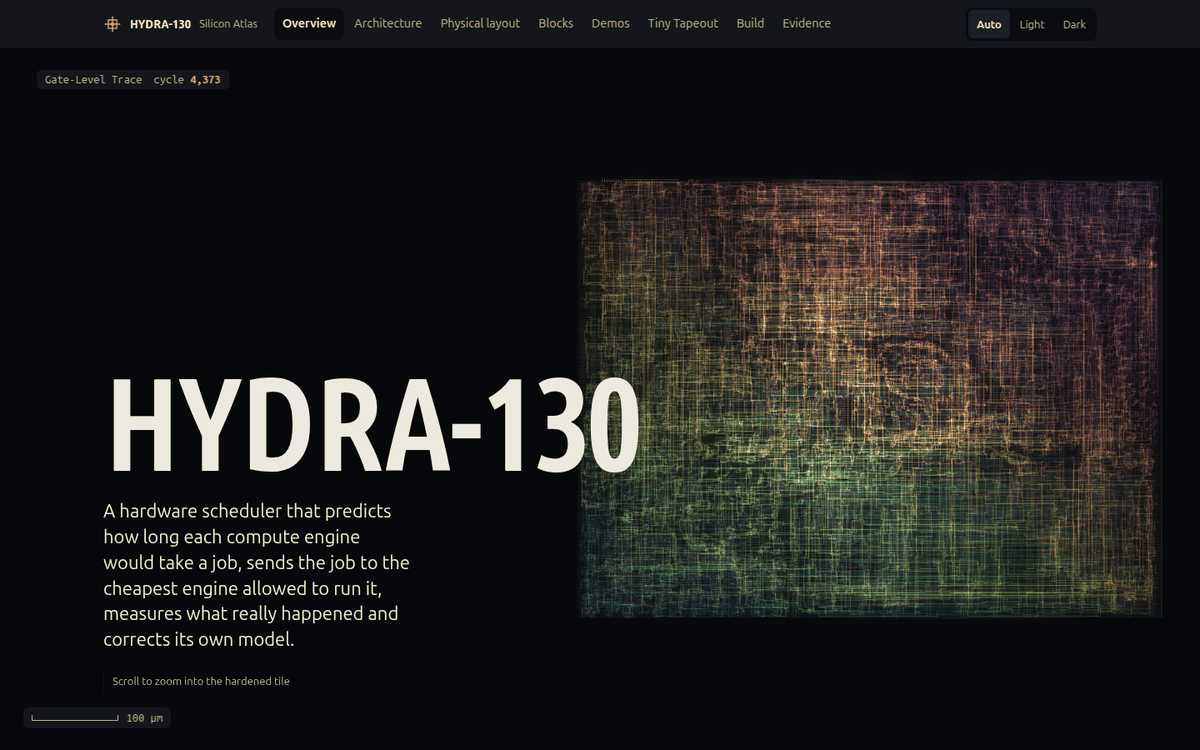 HYDRA-130 Silicon Atlas Overview Architecture Physical layout Blocks Demos Tiny Tapeout Build Evidence Auto Light Dark
Gate-Level Trace cycle 4,373
HYDRA-130
A hardware scheduler that predicts
how long each compute engine
would take a job, sends the job to the
cheapest engine allowed to run it,
measures what really happened and
corrects its own model.
Scroll to zoom into the hardened tile
100 µm